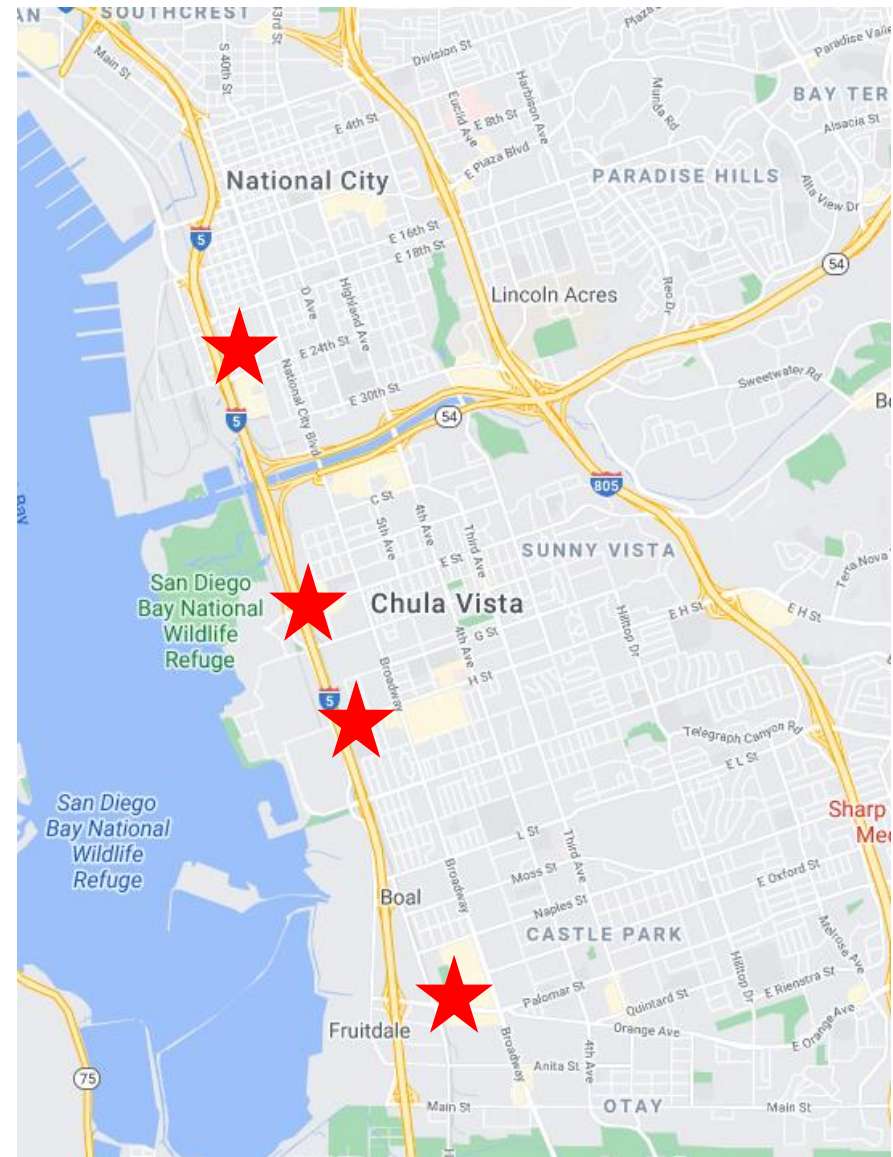 AN
SOUTHCREST
Main St
S 40th St
43rd St
Division St
Plaza
Paradise Valle
BAY TER
Alsacia St
Harbison Ave
Euclid Ave
E 8th St
E 4th St
Munda Rd
E Plaza Blvd
National City
PARADISE HILLS
Alta View Dr
E 16th St
E 18th St
5
54
Lincoln Acres
Reo Dr
D Ave
Highland Ave
E 24th St
National City Blvd
E 30th St
Sweetwater Rd
Bo
5
54
805
Bay
C St
5th Ave
4th Ave
Third Ave
E St
SUNNY VISTA
Terra Nova
San Diego
Bay National
Wildlife
Refuge
Chula Vista
E H St
E H St
Hilltop Dr
G St
4th Ave
Broadway
H St
5
Telegraph Canyon Rd
E L St
San Diego
Bay National
Wildlife
Refuge
Sharp
Med
L St
Third Ave
Moss St
Broadway
E Oxford St
Boal
Naples St
CASTLE PARK
Melrose Ave
Hilltop Dr
E Rienstra St
Palomar St
Quintard St
Orange Ave
E Orange Ave
Fruitdale
Broadway
4th Ave
Anita St
75
Main St
OTAY
Main St